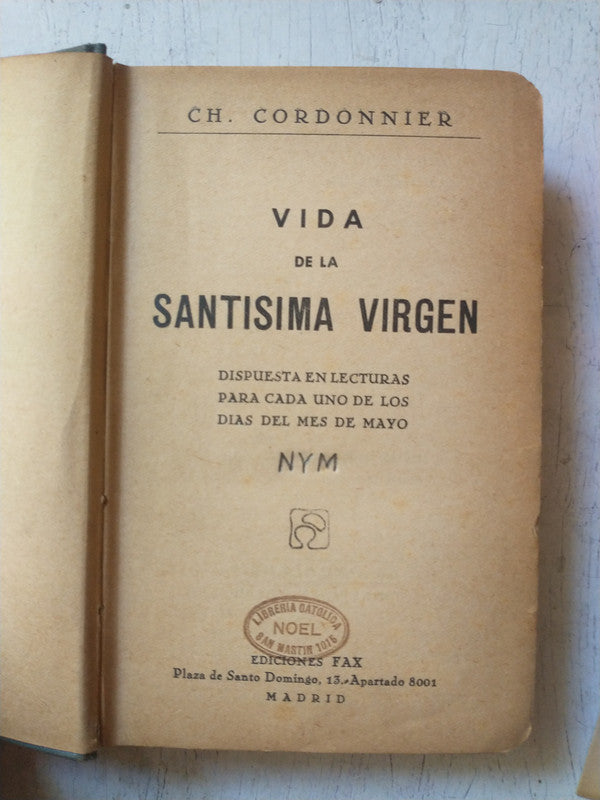 CH. CORDONNIER
VIDA
DE LA
SANTISIMA VIRGEN
DISPUESTA EN LECTURAS
PARA CADA UNO DE LOS
DIAS DEL MES DE MAYO
NYM
LIBRERIA CATOLICA
NOEL
SAN MARTIN 1015
EDICIONES FAX
Plaza de Santo Domingo, 13.-Apartado 8001
MADRID